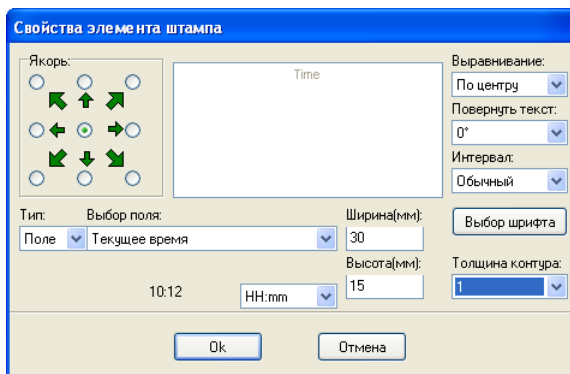 Свойства элемента штампа
Якорь:
Time
Выравнивание:
По центру
Повернуть текст:
0°
Интервал:
Обычный
Тип:
Выбор поля:
Ширина(мм):
Поле
Текущее время
30
Выбор шрифта
Высота(мм):
Толщина контура:
10:12
HH:mm
15
1
Ok
Отмена